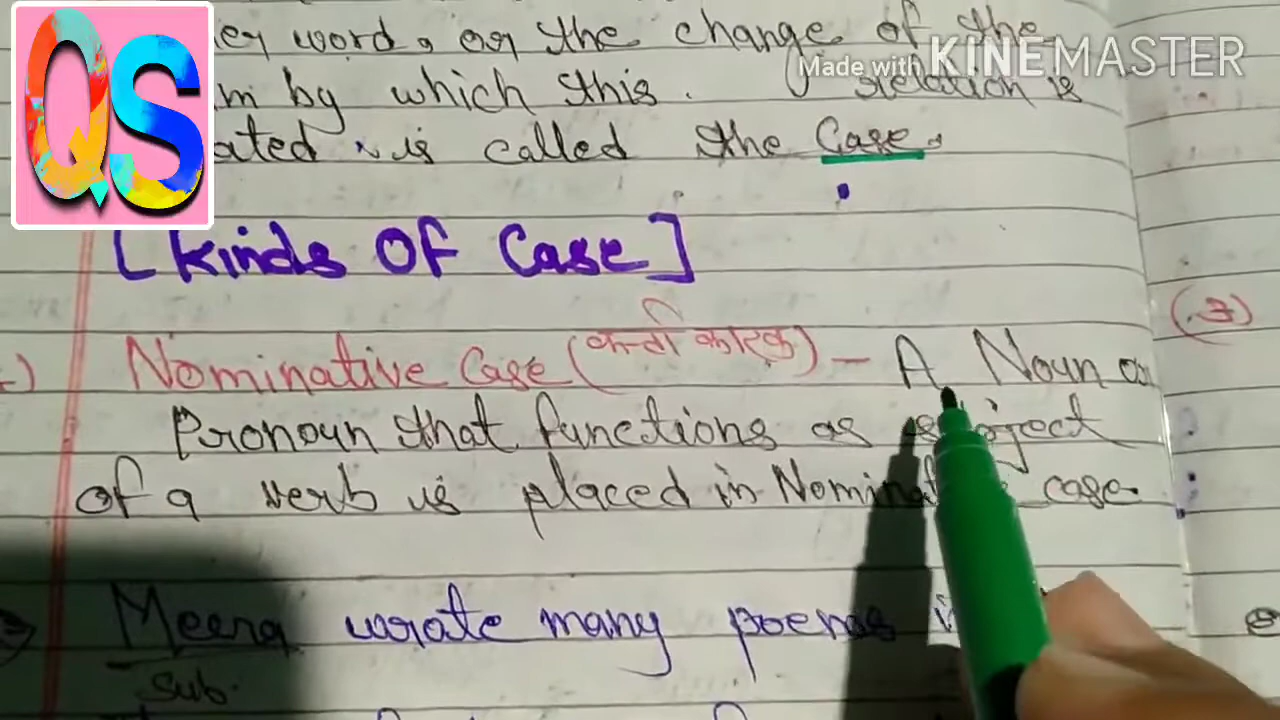 QS
word, or the change of the
Made with KINEMASTER
by which this. relation is
is called the Case.
[Kinds Of Case]
Nominative Case (कर्ता कारक) - A Noun or
Pronoun that functions as
of a verb is placed in case.
Meera wrote many poems
Sub.